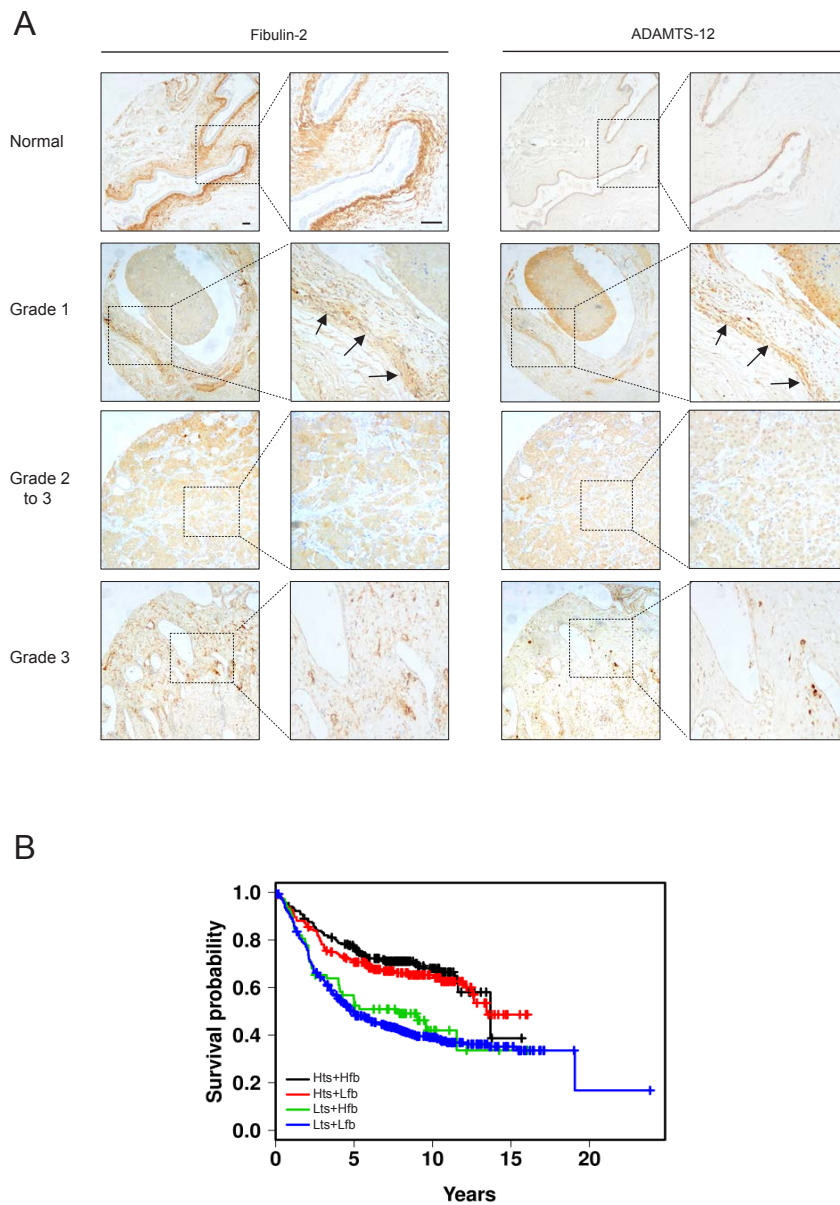 A
Fibulin-2
ADAMTS-12
Normal
Grade 1
Grade 2
to 3
Grade 3
B
Survival probability
1.0
0.8
0.6
0.4
0.2
0.0
Hts+Hfb
Hts+Lfb
Lts+Hfb
Lts+Lfb
0 5 10 15 20
Years